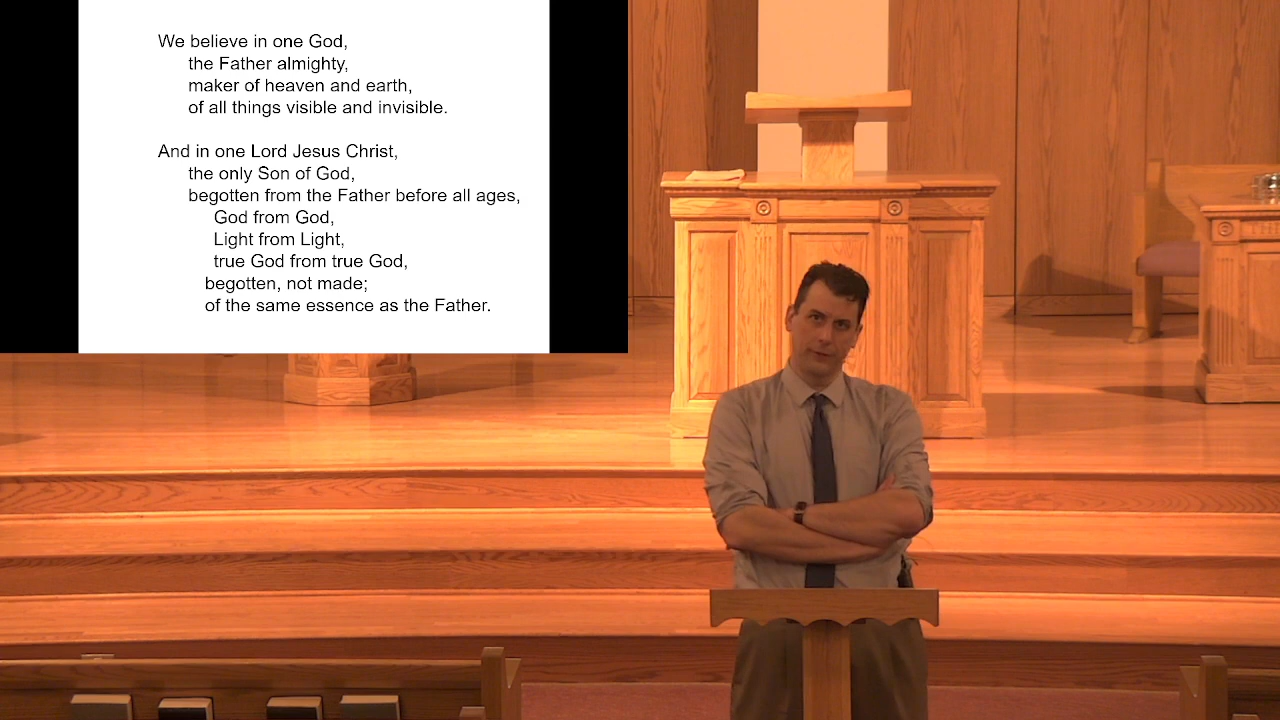 We believe in one God,
the Father almighty,
maker of heaven and earth,
of all things visible and invisible.
And in one Lord Jesus Christ,
the only Son of God,
begotten from the Father before all ages,
God from God,
Light from Light,
true God from true God,
begotten, not made;
of the same essence as the Father.